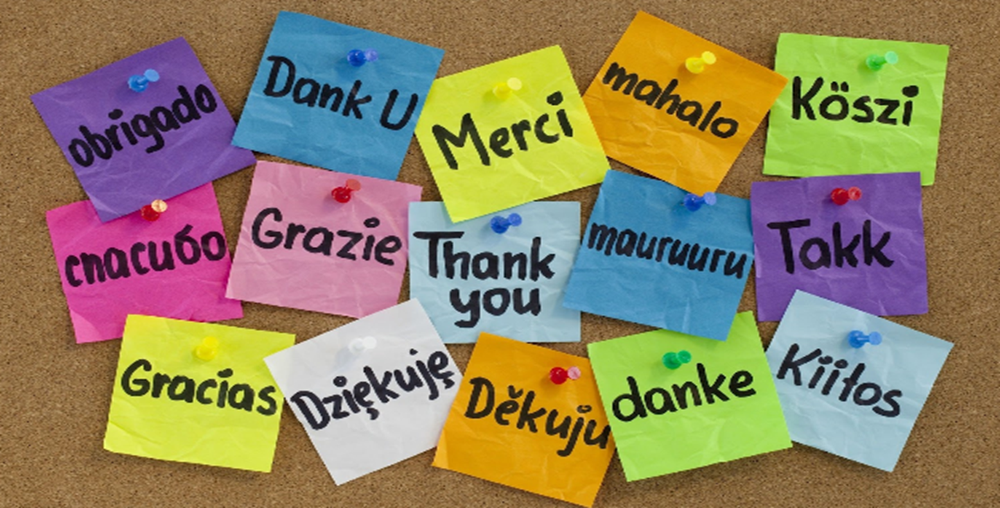 obrigado
Dank U
Merci
mahalo
Köszi
спасибо
Grazie
Thank
you
mauruuru
Takk
Gracias
Dziękuję
Děkuju
danke
Kiitos